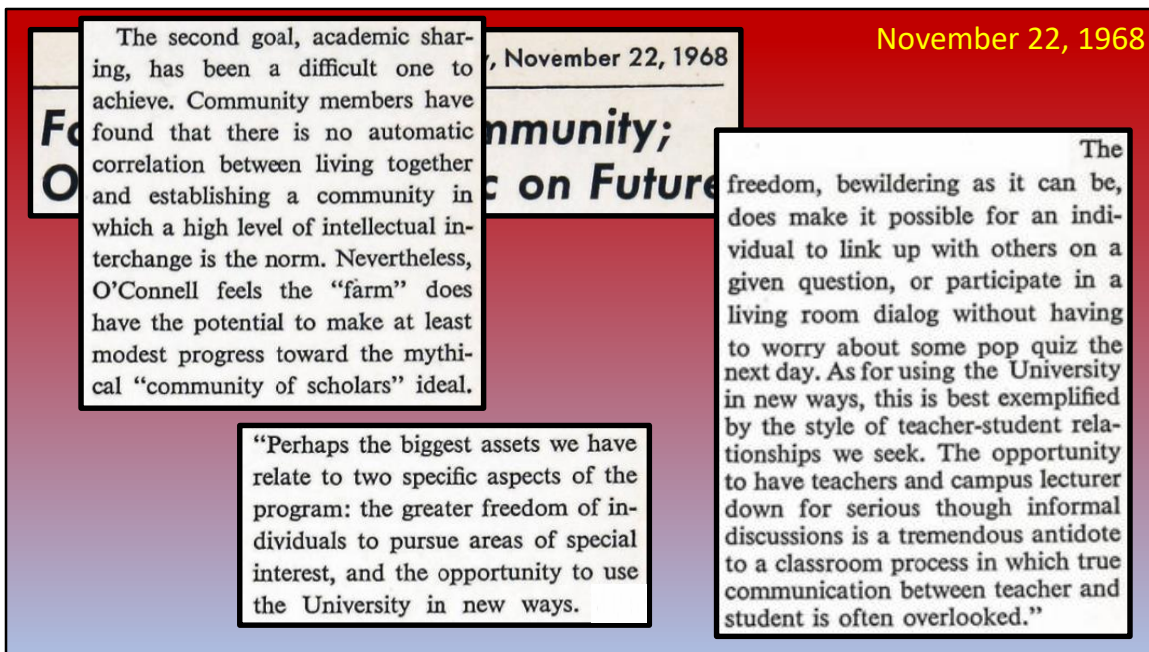 November 22, 1968
, November 22, 1968
mmunity;
on Future
The second goal, academic shar-
ing, has been a difficult one to
achieve. Community members have
found that there is no automatic
correlation between living together
and establishing a community in
which a high level of intellectual in-
terchange is the norm. Nevertheless,
O'Connell feels the "farm" does
have the potential to make at least
modest progress toward the mythi-
cal "community of scholars" ideal.
"Perhaps the biggest assets we have
relate to two specific aspects of the
program: the greater freedom of in-
dividuals to pursue areas of special
interest, and the opportunity to use
the University in new ways.
The
freedom, bewildering as it can be,
does make it possible for an indi-
vidual to link up with others on a
given question, or participate in a
living room dialog without having
to worry about some pop quiz the
next day. As for using the University
in new ways, this is best exemplified
by the style of teacher-student rela-
tionships we seek. The opportunity
to have teachers and campus lecturer
down for serious though informal
discussions is a tremendous antidote
to a classroom process in which true
communication between teacher and
student is often overlooked."